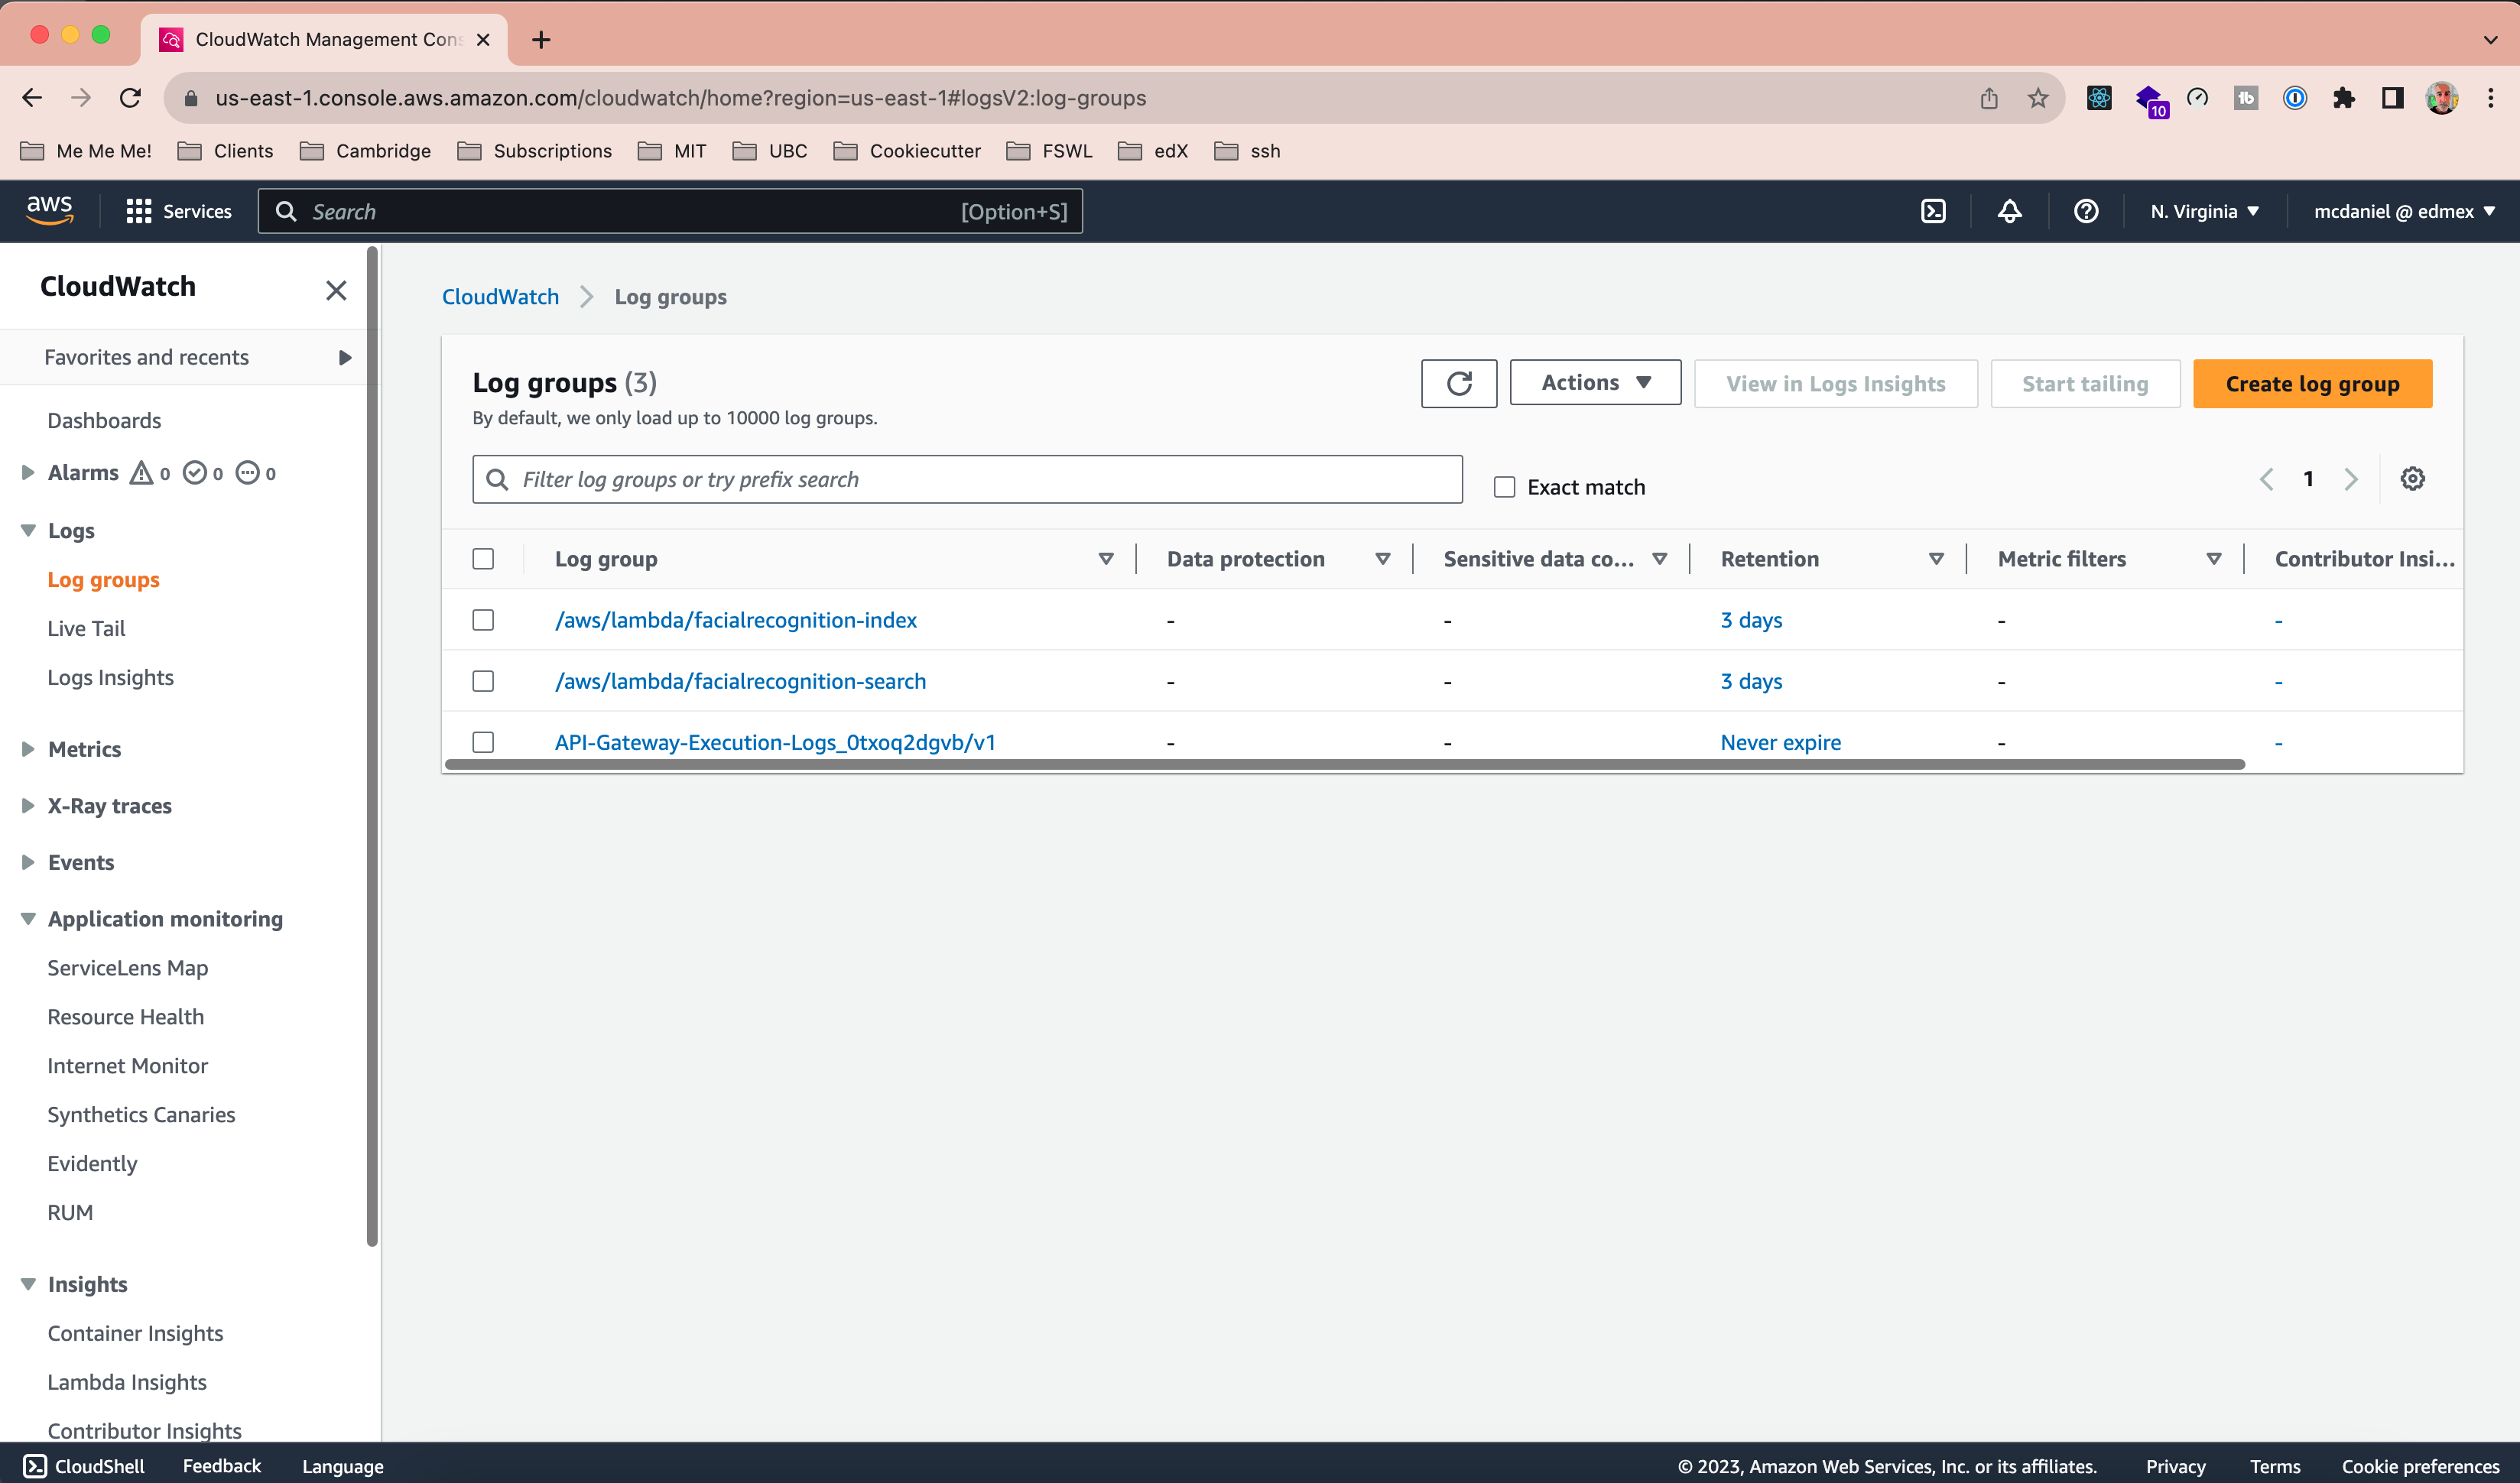 CloudWatch Management Cons
us-east-1.console.aws.amazon.com/cloudwatch/home?region=us-east-1#logsV2:log-groups
10
Me Me Me! Clients Cambridge Subscriptions MIT UBC Cookiecutter FSWL edX ssh
aws Services Search [Option+S] N. Virginia mcdaniel @ edmex
CloudWatch
Favorites and recents
Dashboards
Alarms 0 0 0
Logs
Log groups
Live Tail
Logs Insights
Metrics
X-Ray traces
Events
Application monitoring
ServiceLens Map
Resource Health
Internet Monitor
Synthetics Canaries
Evidently
RUM
Insights
Container Insights
Lambda Insights
Contributor Insights
CloudWatch Log groups
Log groups (3)
By default, we only load up to 10000 log groups.
Actions View in Logs Insights Start tailing Create log group
Filter log groups or try prefix search Exact match 1
Log group Data protection Sensitive data co... Retention Metric filters Contributor Insi...
/aws/lambda/facialrecognition-index - - 3 days - -
/aws/lambda/facialrecognition-search - - 3 days - -
API-Gateway-Execution-Logs_0txoq2dgvb/v1 - - Never expire - -
CloudShell Feedback Language © 2023, Amazon Web Services, Inc. or its affiliates. Privacy Terms Cookie preferences